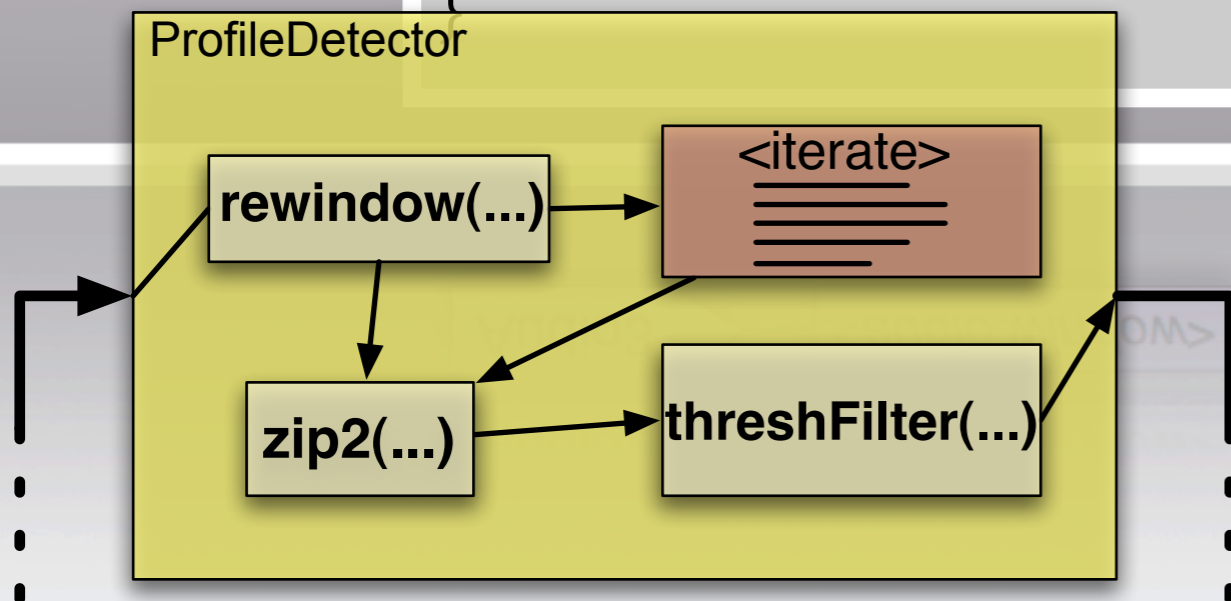 {
ProfileDetector
<iterate>
rewindow(...)
zip2(...)
threshFilter(...)